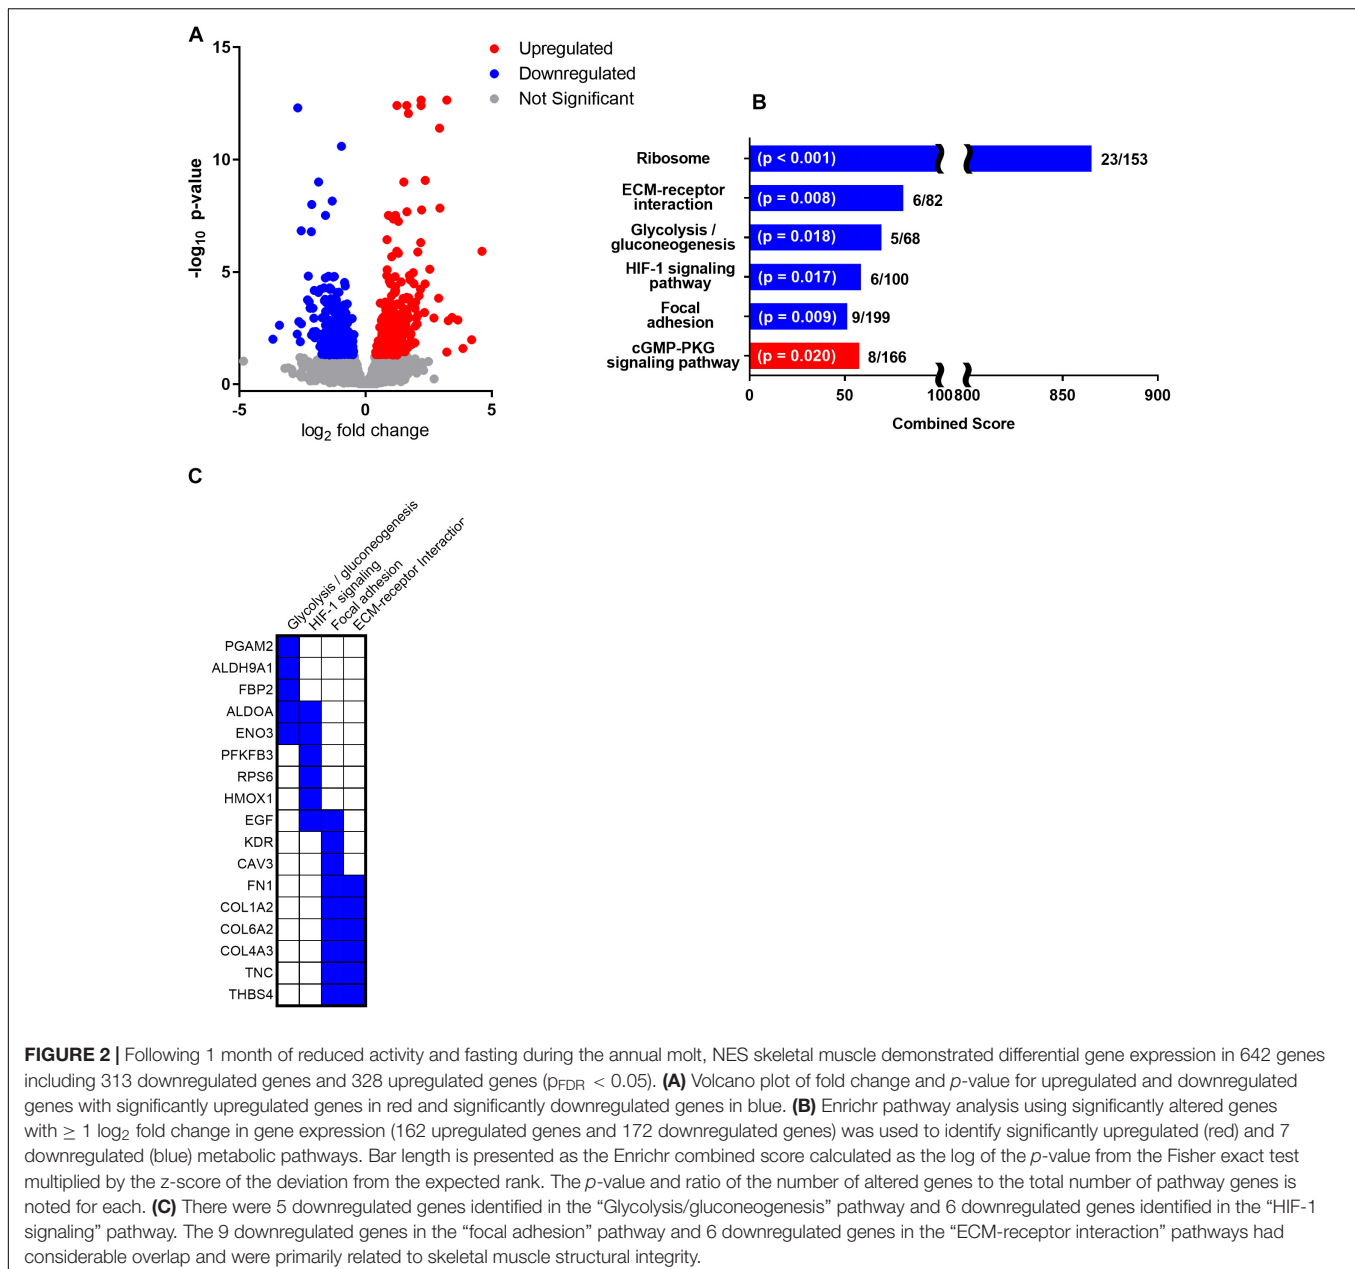 A
15
10
5
0
-5
0
5
-log10 p-value
log2 fold change
Upregulated
Downregulated
Not Significant
B
Ribosome
(p < 0.001)
23/153
ECM-receptor
interaction
(p = 0.008)
6/82
Glycolysis /
gluconeogenesis
(p = 0.018)
5/68
HIF-1 signaling
pathway
(p = 0.017)
6/100
Focal
adhesion
(p = 0.009)
9/199
cGMP-PKG
signaling pathway
(p = 0.020)
8/166
0
50
100
800
850
900
Combined Score
C
Glycolysis / gluconeogenesis
HIF-1 signaling
Focal adhesion
ECM-receptor Interaction
PGAM2
ALDH9A1
FBP2
ALDOA
ENO3
PFKFB3
RPS6
HMOX1
EGF
KDR
CAV3
FN1
COL1A2
COL6A2
COL4A3
TNC
THBS4
FIGURE 2 | Following 1 month of reduced activity and fasting during the annual molt, NES skeletal muscle demonstrated differential gene expression in 642 genes
including 313 downregulated genes and 328 upregulated genes (pFDR < 0.05). (A) Volcano plot of fold change and p-value for upregulated and downregulated
genes with significantly upregulated genes in red and significantly downregulated genes in blue. (B) Enrichr pathway analysis using significantly altered genes
with ≥ 1 log2 fold change in gene expression (162 upregulated genes and 172 downregulated genes) was used to identify significantly upregulated (red) and 7
downregulated (blue) metabolic pathways. Bar length is presented as the Enrichr combined score calculated as the log of the p-value from the Fisher exact test
multiplied by the z-score of the deviation from the expected rank. The p-value and ratio of the number of altered genes to the total number of pathway genes is
noted for each. (C) There were 5 downregulated genes identified in the “Glycolysis/gluconeogenesis” pathway and 6 downregulated genes identified in the “HIF-1
signaling” pathway. The 9 downregulated genes in the “focal adhesion” pathway and 6 downregulated genes in the “ECM-receptor interaction” pathways had
considerable overlap and were primarily related to skeletal muscle structural integrity.